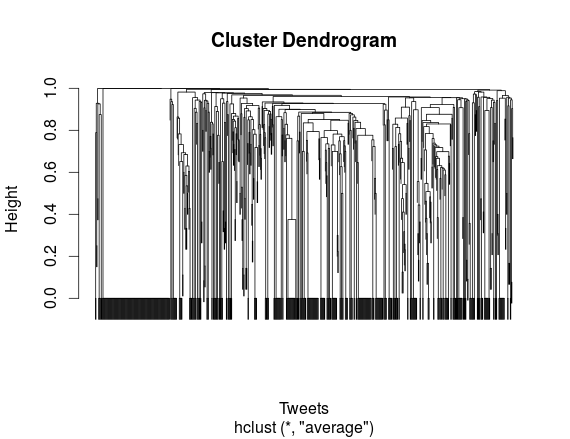 Cluster Dendrogram
Height
1.0
0.8
0.6
0.4
0.2
0.0
Tweets
hclust (*, "average")